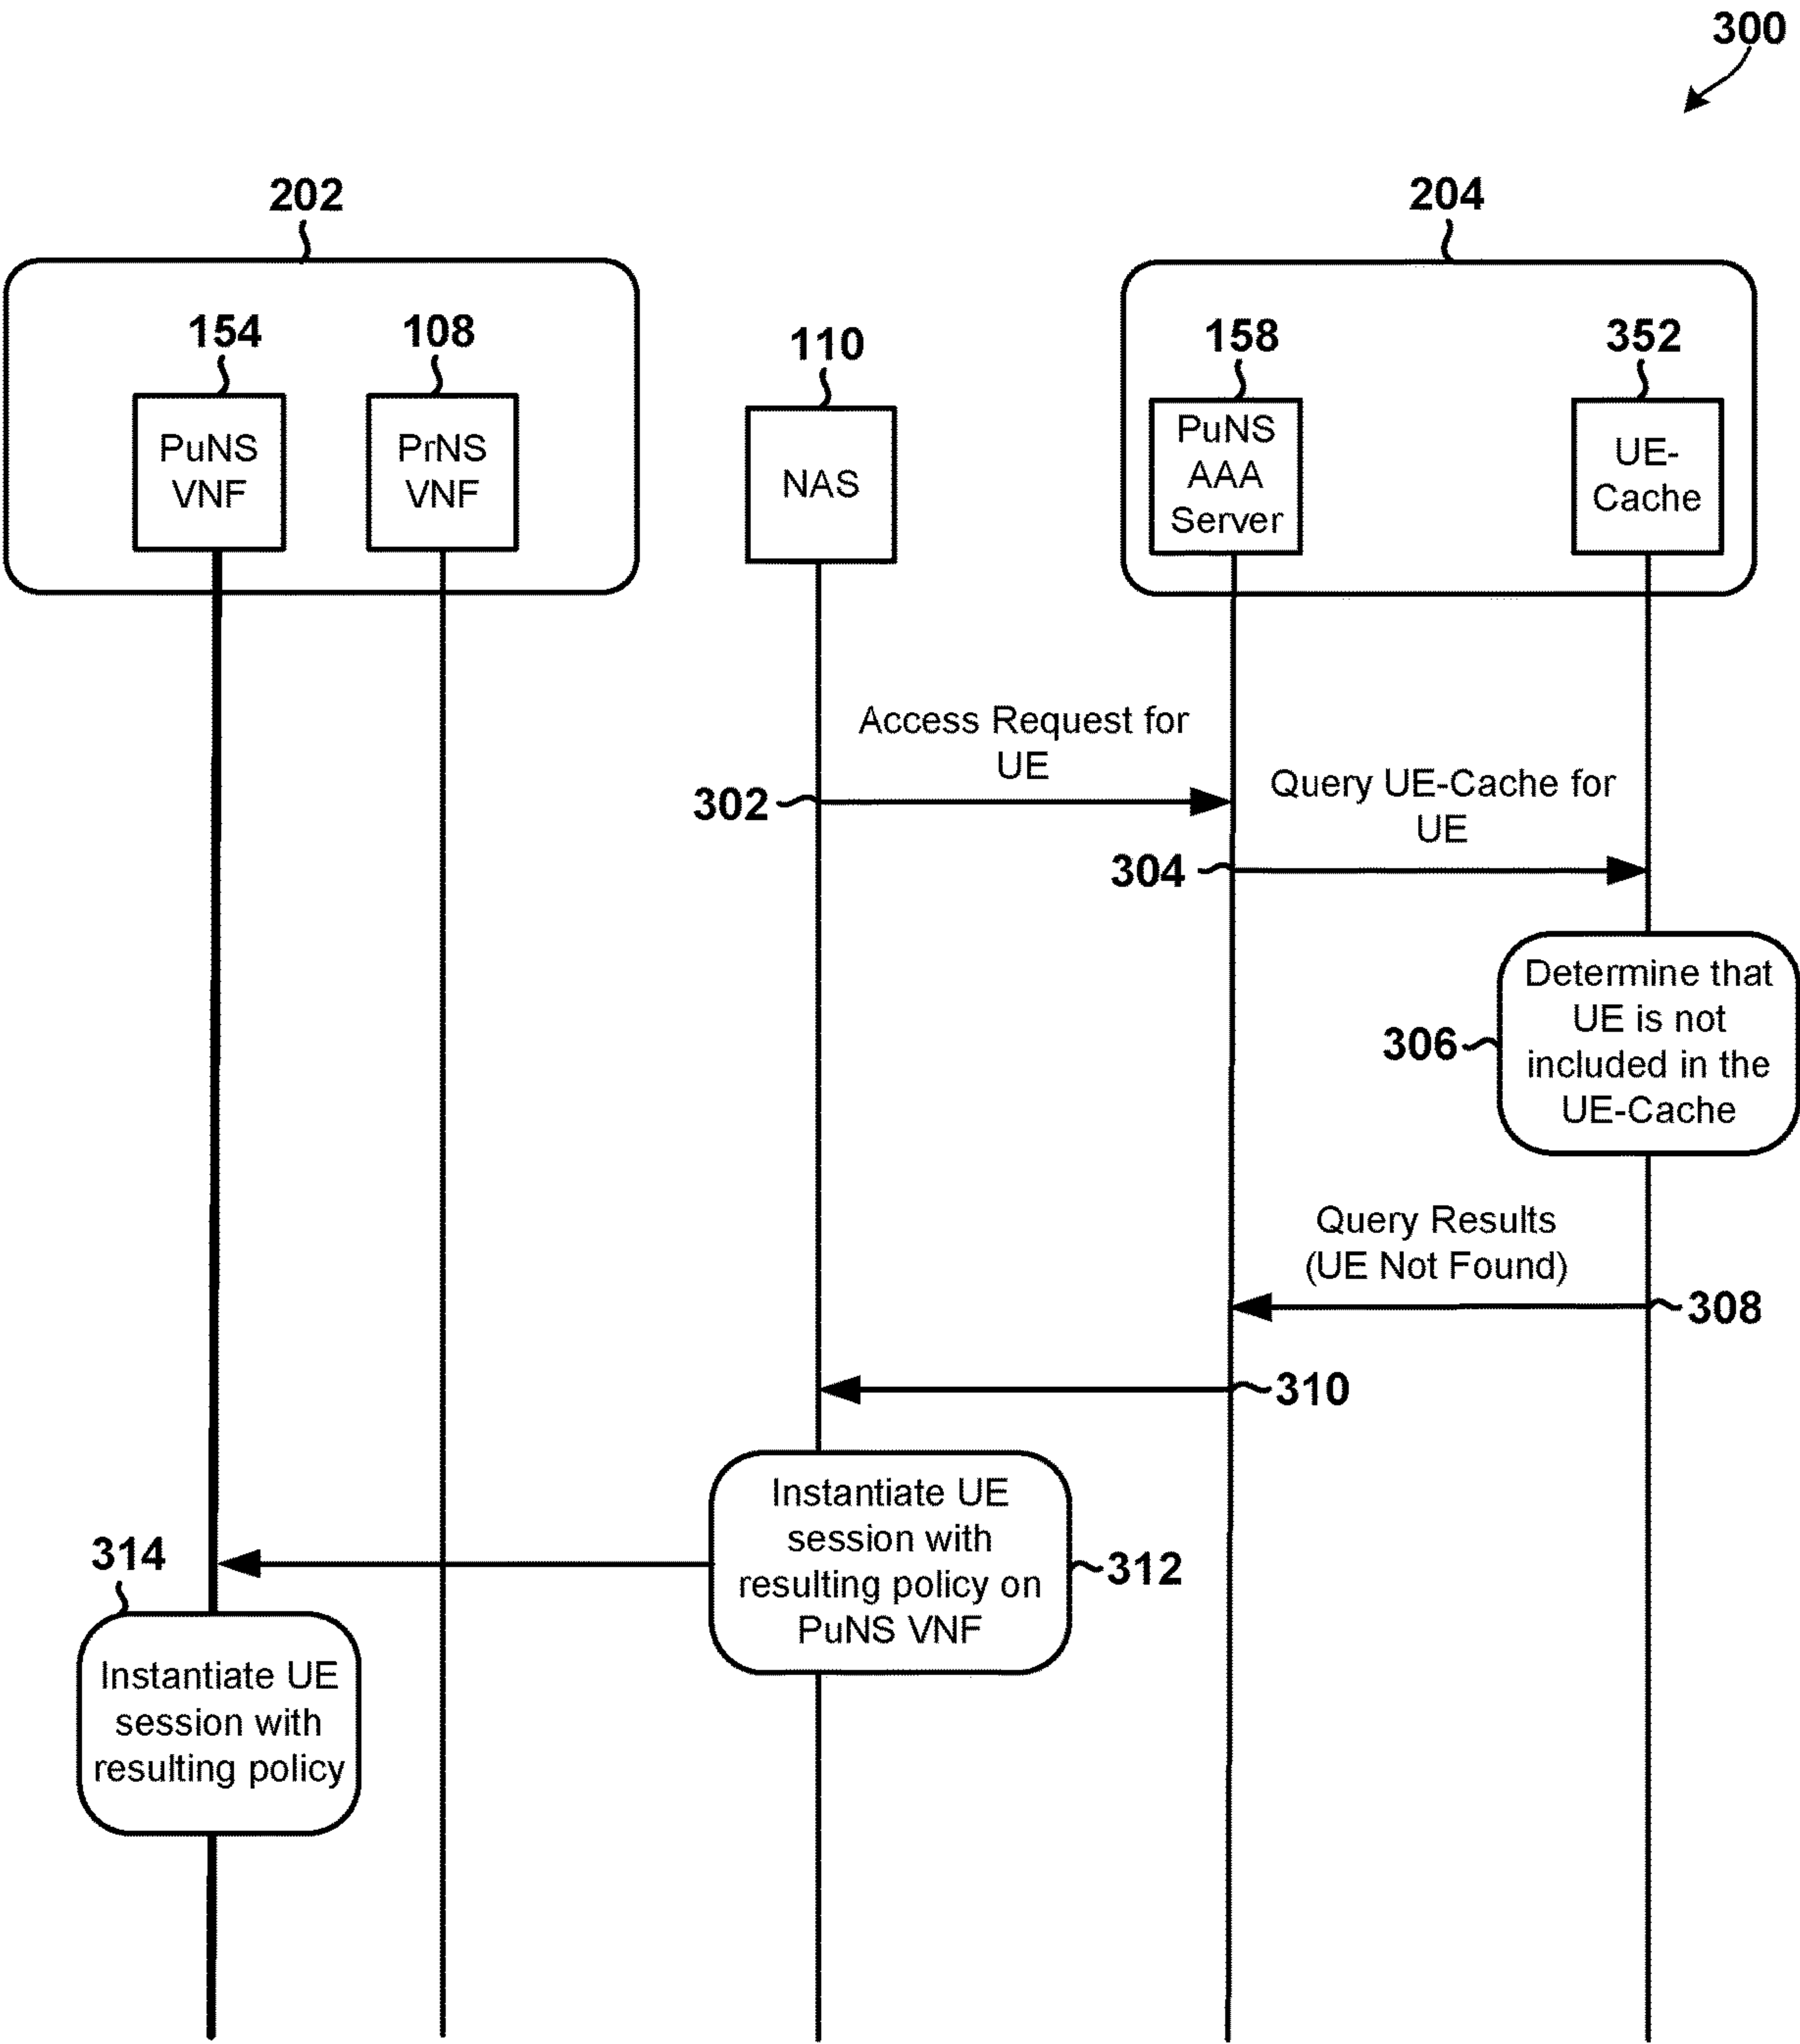 300
202
204
154
108
110
158
352
PuNS
VNF
PrNS
VNF
NAS
PuNS
AAA
Server
UE-
Cache
Access Request for
UE
302
Query UE-Cache for
UE
304
Determine that
UE is not
included in the
UE-Cache
306
Query Results
(UE Not Found)
308
310
Instantiate UE
session with
resulting policy on
PuNS VNF
312
314
Instantiate UE
session with
resulting policy